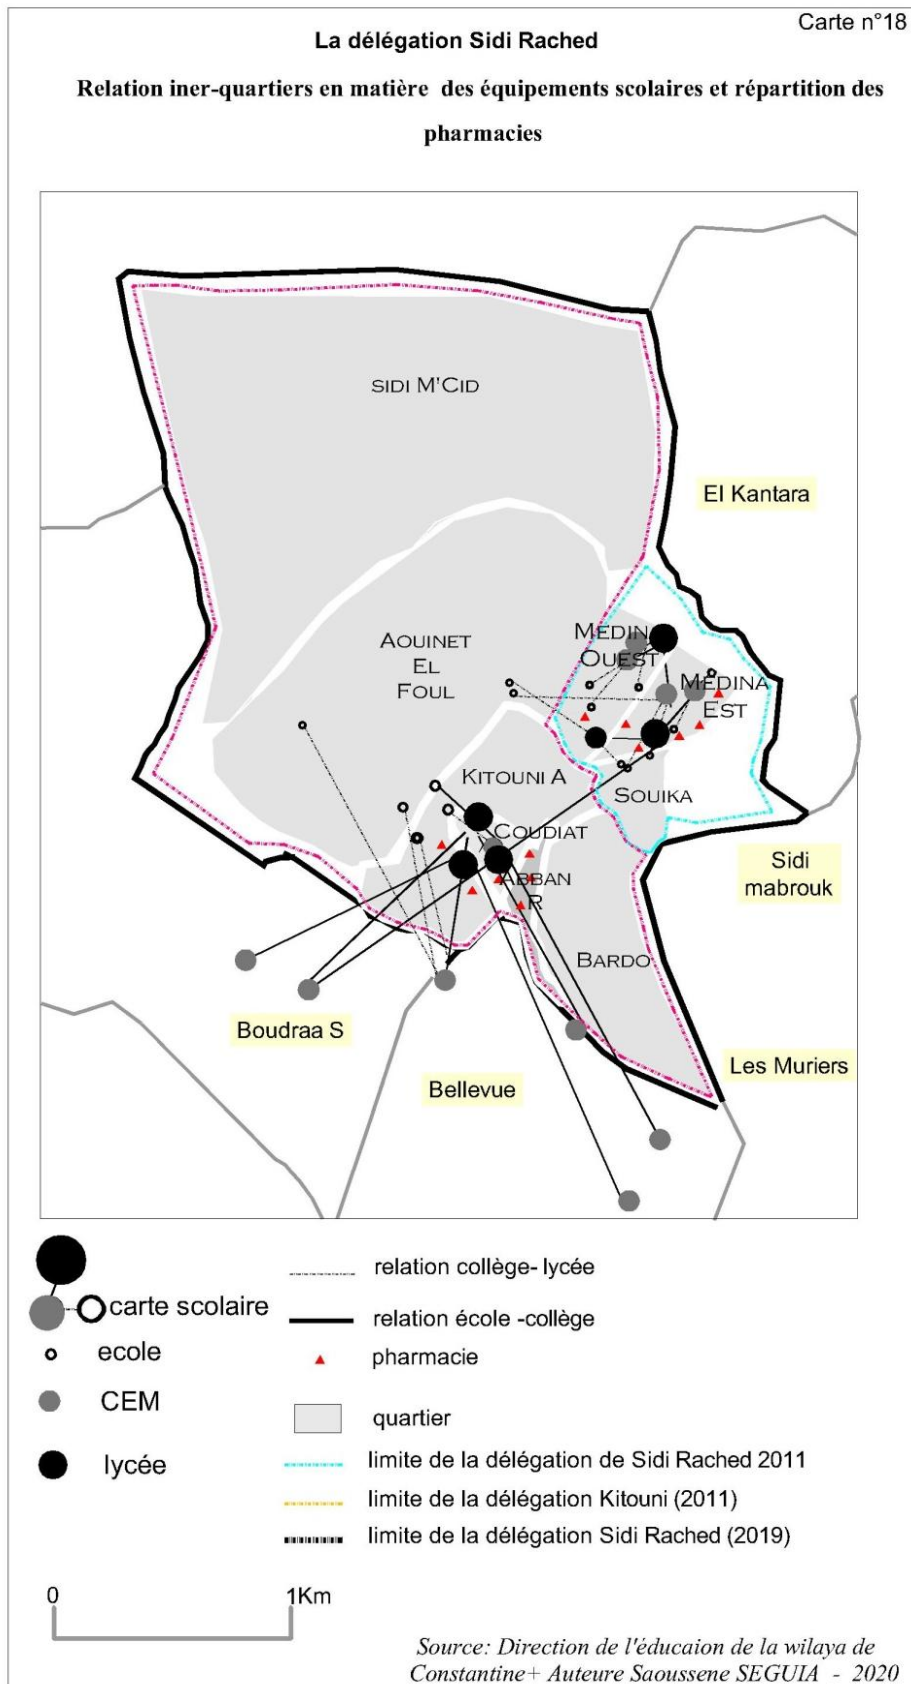 Carte n°18
La délégation Sidi Rached
Relation iner-quartiers en matière des équipements scolaires et répartition des
pharmacies
SIDI M'CID
El Kantara
AOUINET
EL
FOUL
MEDIN
OUEST
MEDINA
EST
KITOUNI A
SOUIKA
COUDIAT
ABBAN
R
Sidi
mabrouk
BARDO
Boudraa S
Les Muriers
Bellevue
carte scolaire
ecole
CEM
lycée
relation collège- lycée
relation école -collège
pharmacie
quartier
limite de la délégation de Sidi Rached 2011
limite de la délégation Kitouni (2011)
limite de la délégation Sidi Rached (2019)
0 1Km
Source: Direction de l'éducaion de la wilaya de
Constantine+ Auteure Saoussene SEGUIA - 2020